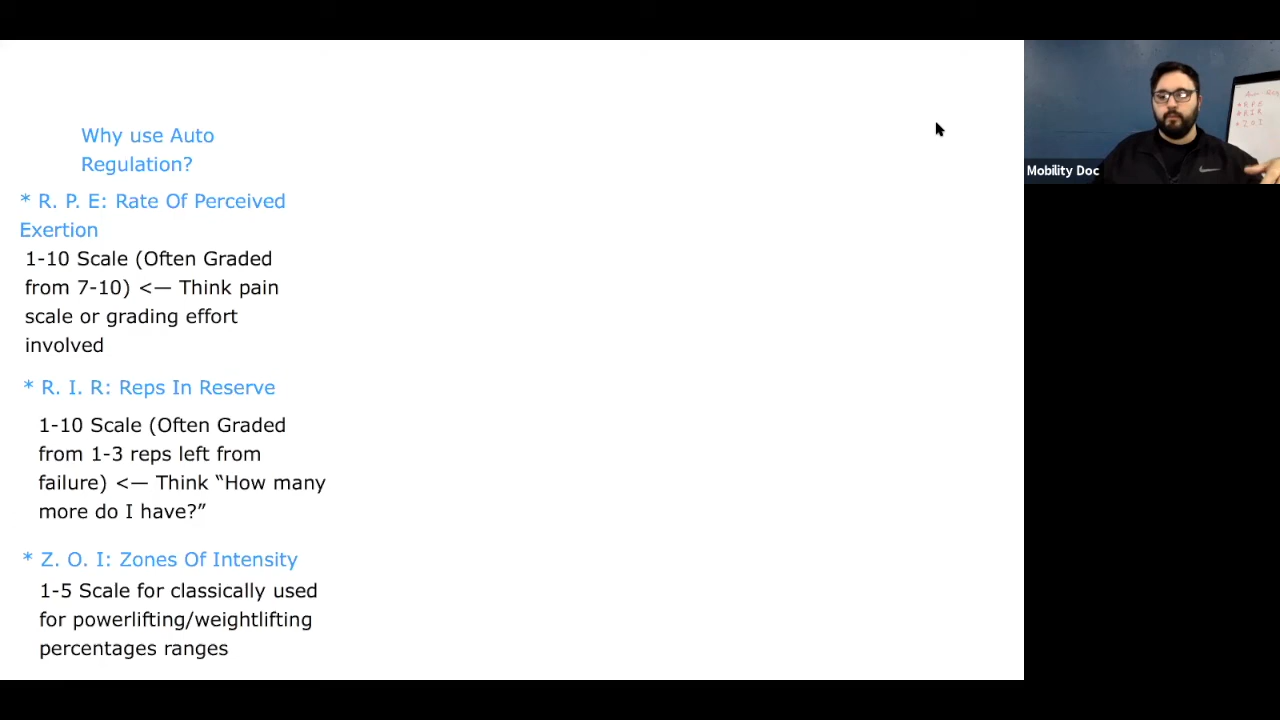 Why use Auto
Regulation?
* R. P. E: Rate Of Perceived
Exertion
1-10 Scale (Often Graded
from 7-10) <— Think pain
scale or grading effort
involved
* R. I. R: Reps In Reserve
1-10 Scale (Often Graded
from 1-3 reps left from
failure) <— Think “How many
more do I have?”
* Z. O. I: Zones Of Intensity
1-5 Scale for classically used
for powerlifting/weightlifting
percentages ranges
Mobility Doc
* R P E
* R I R
* Z O I